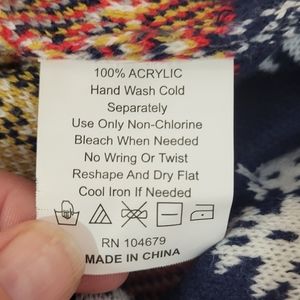 100% ACRYLIC
Hand Wash Cold
Separately
Use Only Non-Chlorine
Bleach When Needed
No Wring Or Twist
Reshape And Dry Flat
Cool Iron If Needed
RN 104679
MADE IN CHINA